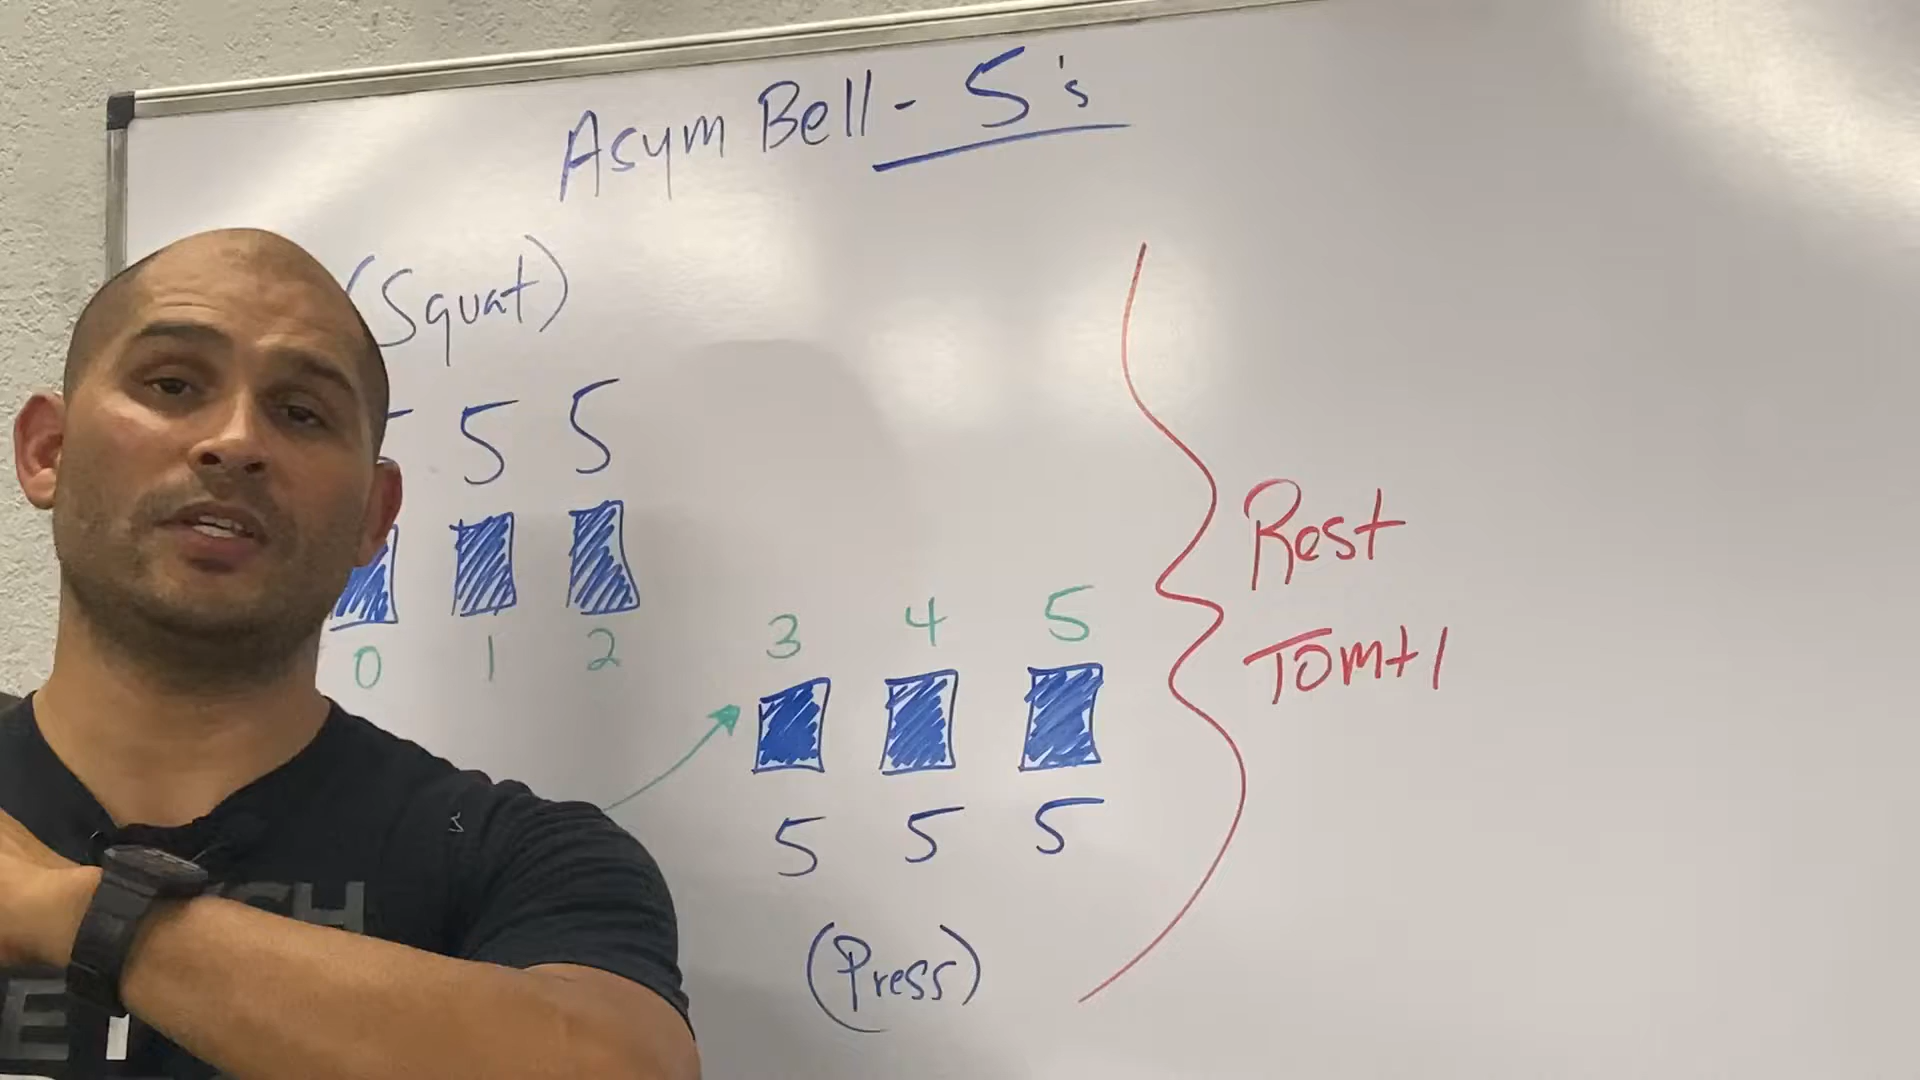 Asym Bell - 5's
(Squat)
5 5
0 1 2
3 4 5
5 5 5
(Press)
Rest
TOm+1